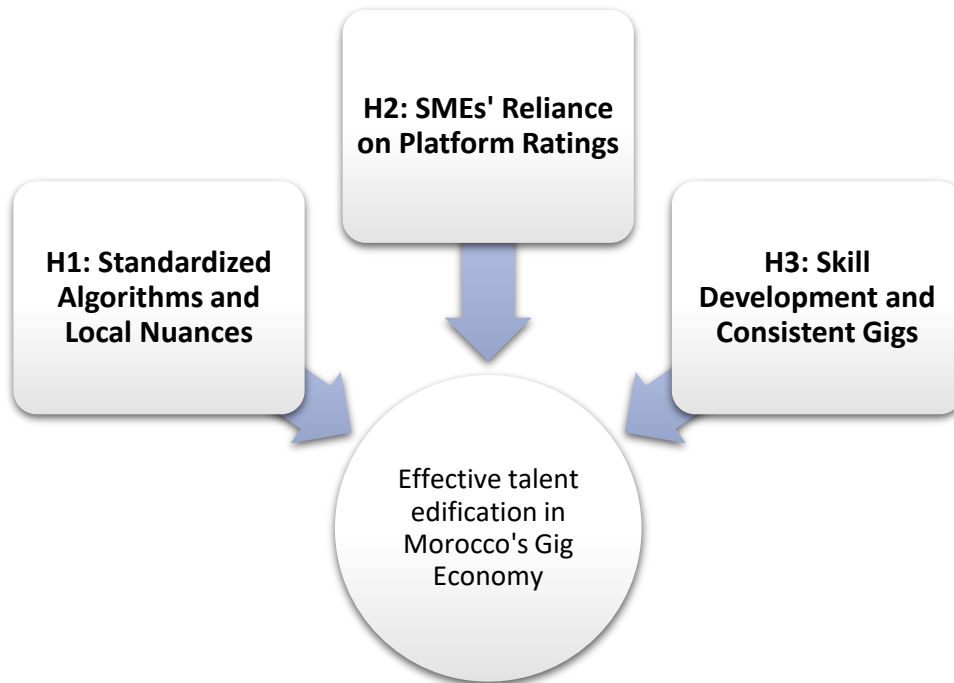 H2: SMEs' Reliance
on Platform Ratings
H1: Standardized
Algorithms and
Local Nuances
H3: Skill
Development and
Consistent Gigs
Effective talent
edification in
Morocco's Gig
Economy